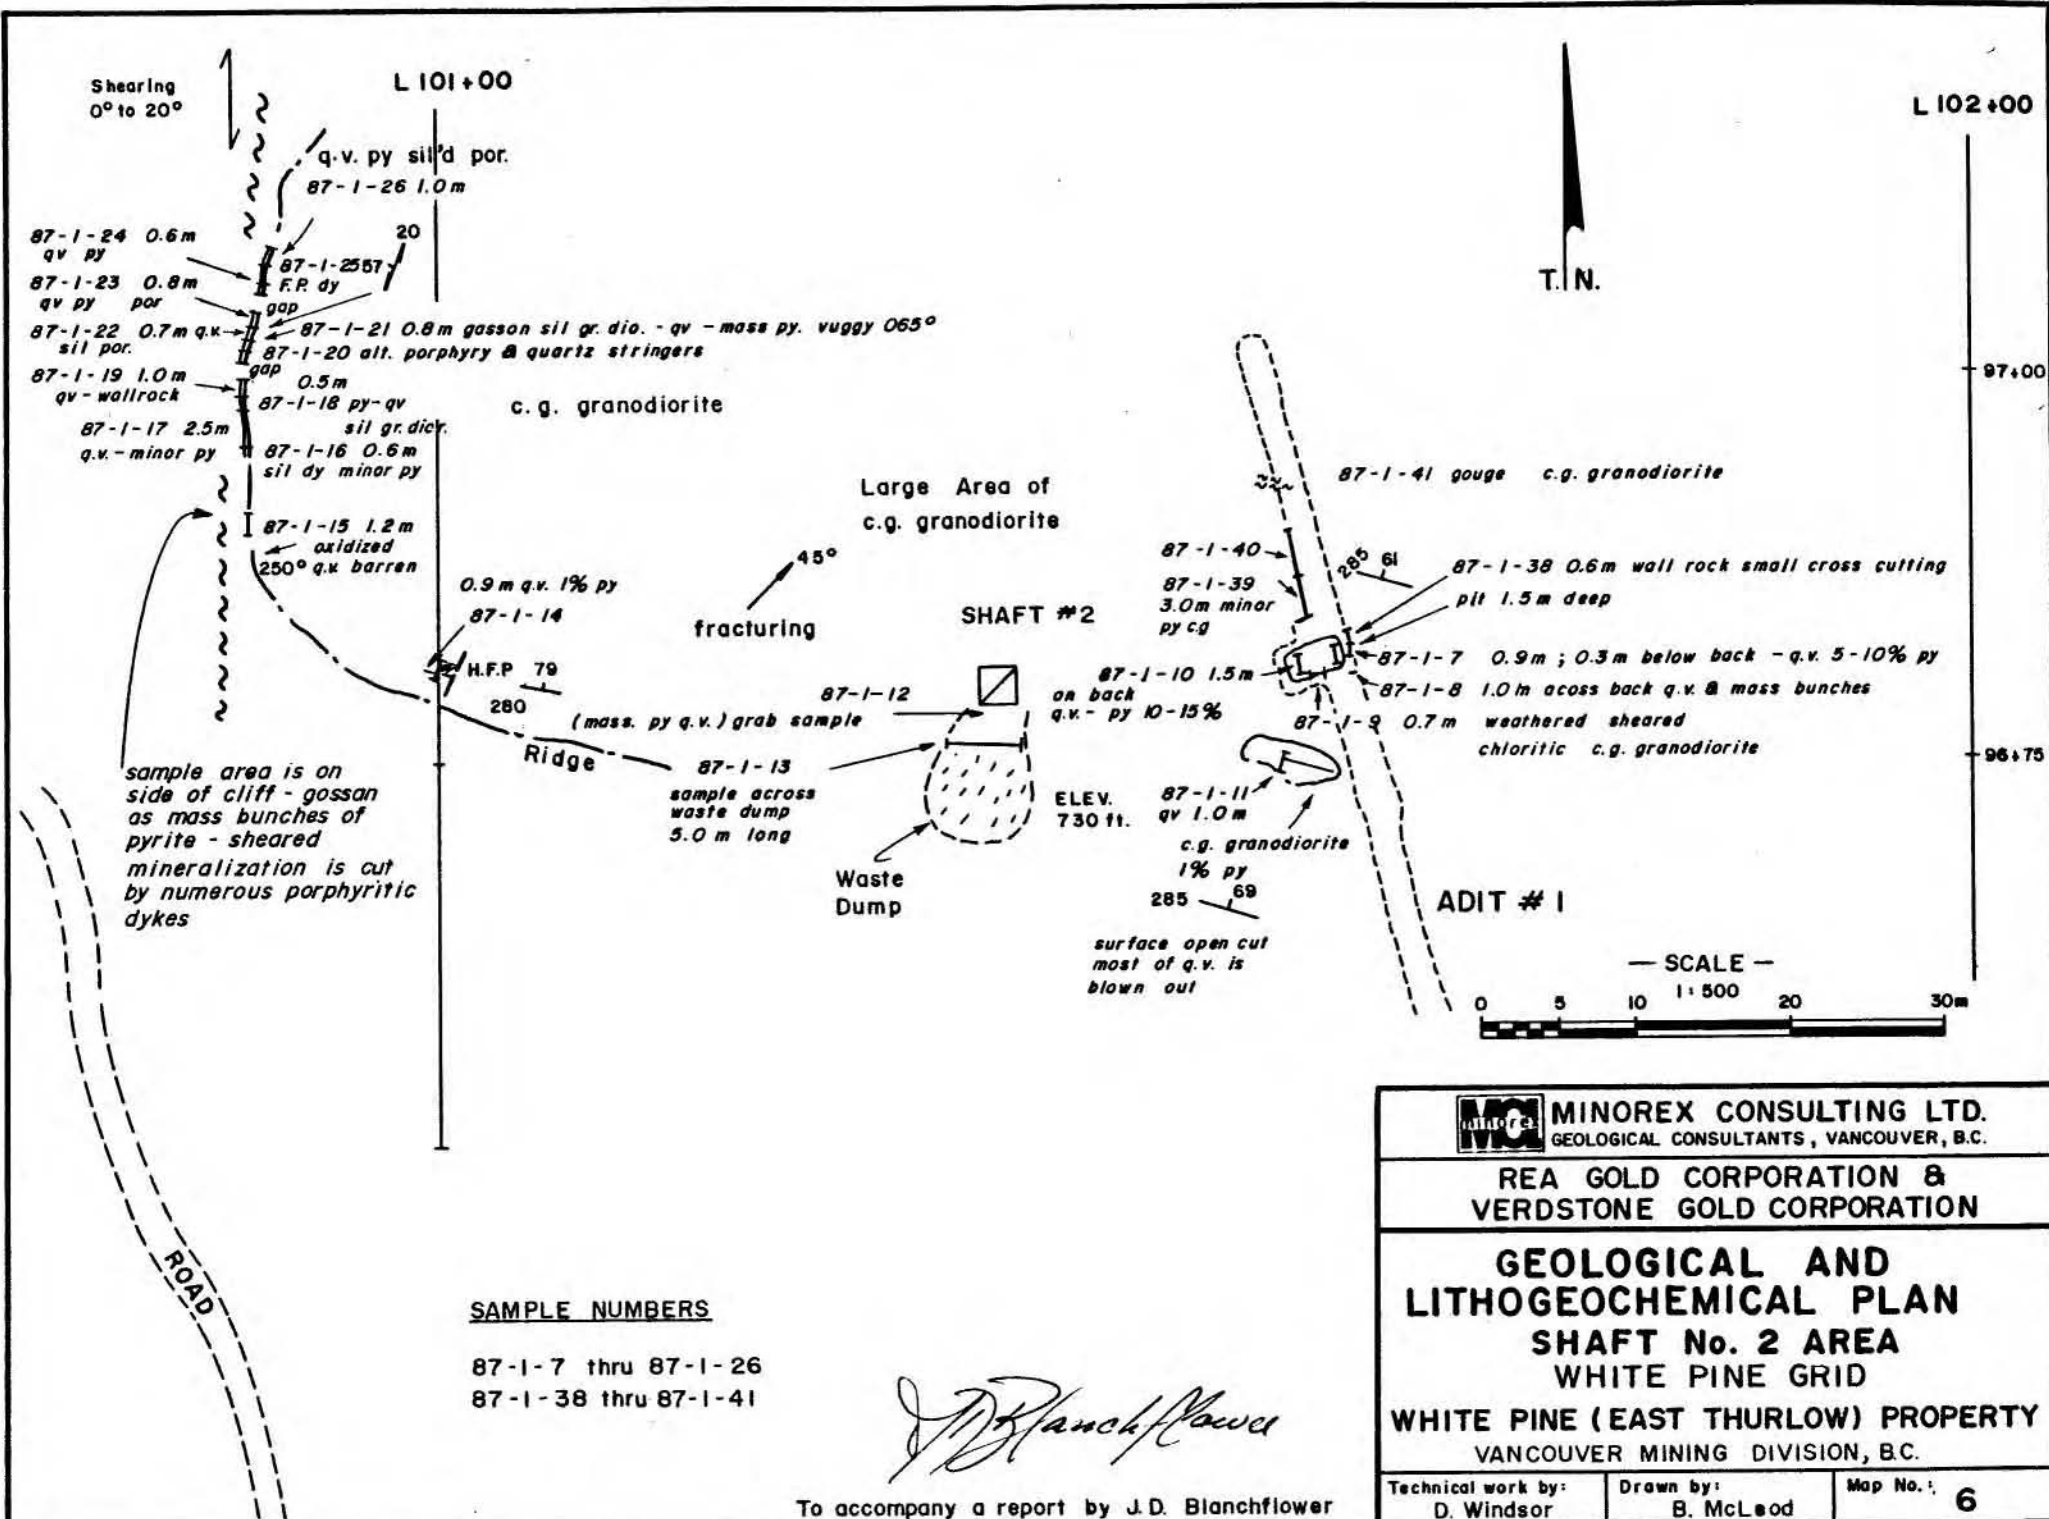 Shearing
0° to 20°
L 101+00
L 102+00
q.v. py sil'd por.
87-1-26 1.0m
20
87-1-24 0.6m
qv py
87-1-2557
F.P. dy
87-1-23 0.8m
qv py por
gap
87-1-22 0.7m q.v.
sil por.
87-1-21 0.8m gasson sil gr. dio. - qv - mass py. vuggy 065°
87-1-20 alt. porphyry & quartz stringers
gap
87-1-19 1.0m
qv - wallrock
0.5m
87-1-18 py-qv
sil gr. dior.
87-1-17 2.5m
q.v. - minor py
87-1-16 0.6m
sil dy minor py
87-1-15 1.2m
oxidized
250° q.v. barren
c.g. granodiorite
T.N.
97+00
Large Area of
c.g. granodiorite
87-1-41 gouge c.g. granodiorite
45°
fracturing
87-1-40
87-1-39
3.0m minor
py c.g
285 61
87-1-38 0.6m wall rock small cross cutting
pit 1.5m deep
0.9m q.v. 1% py
87-1-14
SHAFT #2
H.F.P 79
280
87-1-7 0.9m ; 0.3m below back - q.v. 5-10% py
87-1-10 1.5m
on back
q.v. - py 10-15%
87-1-8 1.0m acoss back q.v. & mass bunches
87-1-12
(mass. py q.v.) grab sample
87-1-9 0.7m weathered sheared
chloritic c.g. granodiorite
96+75
Ridge
87-1-13
sample across
waste dump
5.0m long
ELEV.
730 ft.
87-1-11
qv 1.0m
c.g. granodiorite
1% py
285 69
surface open cut
most of q.v. is
blown out
Waste
Dump
ADIT # 1
sample area is on
side of cliff - gossan
as mass bunches of
pyrite - sheared
mineralization is cut
by numerous porphyritic
dykes
— SCALE —
1:500
0 5 10 20 30m
ROAD
SAMPLE NUMBERS
87-1-7 thru 87-1-26
87-1-38 thru 87-1-41
JD Blanchflower
To accompany a report by J.D. Blanchflower
MCL
minorex
MINOREX CONSULTING LTD.
GEOLOGICAL CONSULTANTS, VANCOUVER, B.C.
REA GOLD CORPORATION &
VERDSTONE GOLD CORPORATION
GEOLOGICAL AND
LITHOGEOCHEMICAL PLAN
SHAFT No. 2 AREA
WHITE PINE GRID
WHITE PINE (EAST THURLOW) PROPERTY
VANCOUVER MINING DIVISION, B.C.
Technical work by:
D. Windsor
Drawn by:
B. McLeod
Map No.:
6